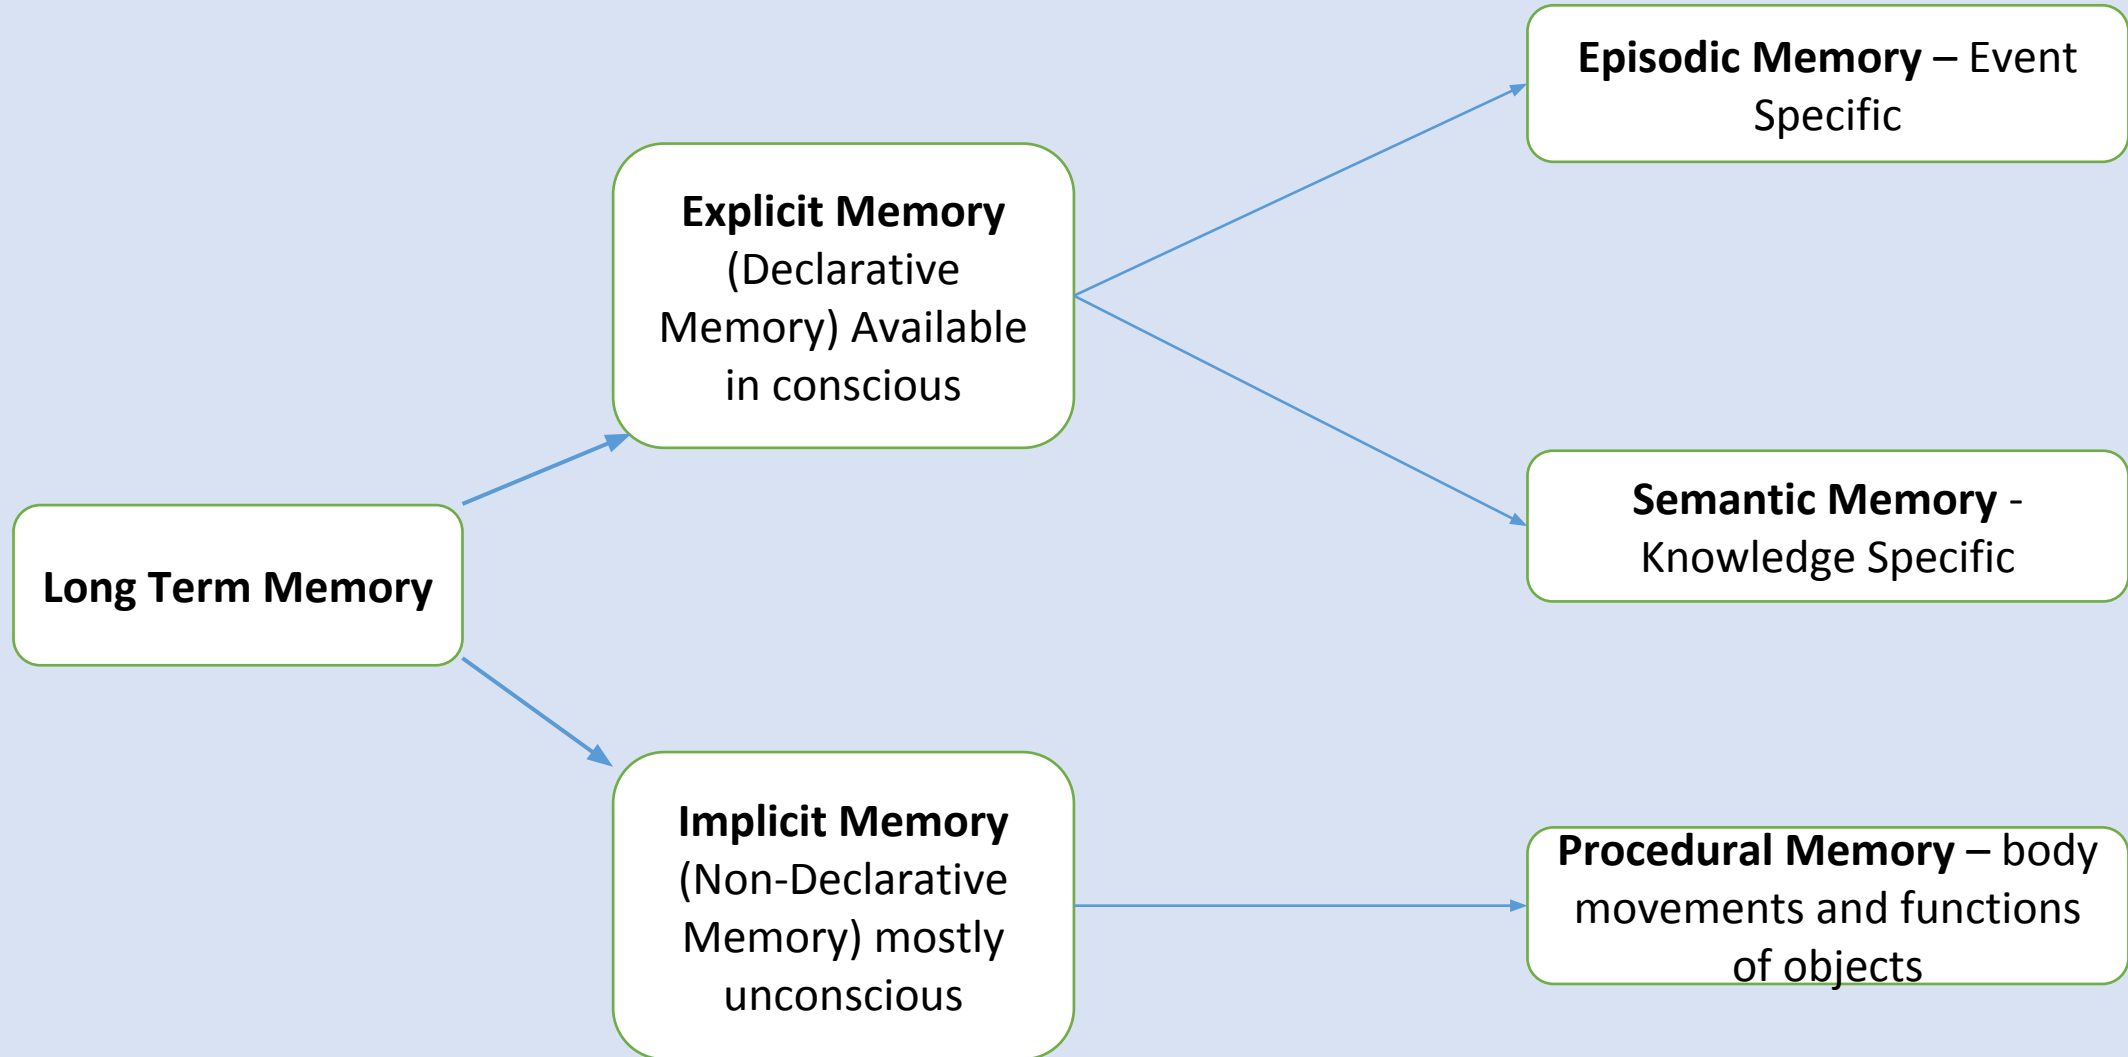 Episodic Memory – Event
Specific
Explicit Memory
(Declarative
Memory) Available
in conscious
Semantic Memory -
Knowledge Specific
Long Term Memory
Implicit Memory
(Non-Declarative
Memory) mostly
unconscious
Procedural Memory – body
movements and functions
of objects